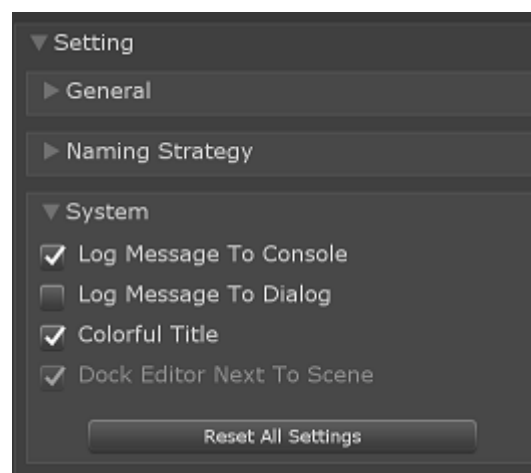 Setting
General
Naming Strategy
System
Log Message To Console
Log Message To Dialog
Colorful Title
Dock Editor Next To Scene
Reset All Settings